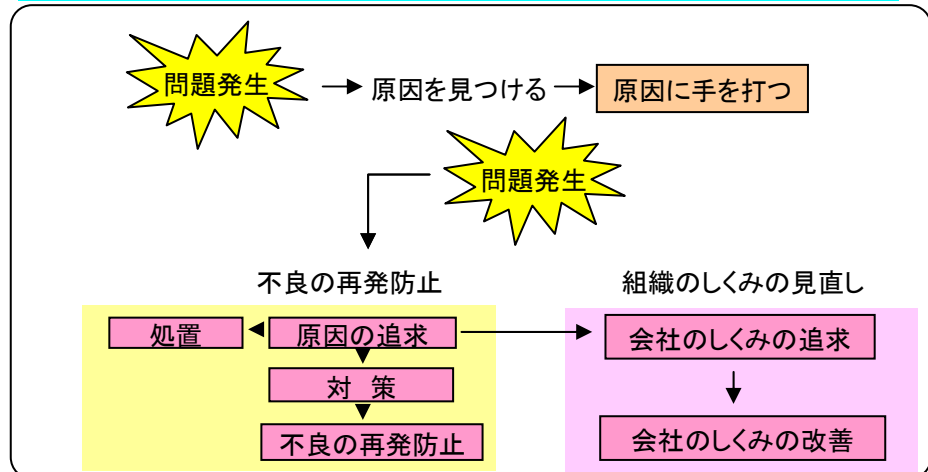 問題発生
原因を見つける
原因に手を打つ
問題発生
不良の再発防止
組織のしくみの見直し
処置
原因の追求
会社のしくみの追求
対 策
不良の再発防止
会社のしくみの改善